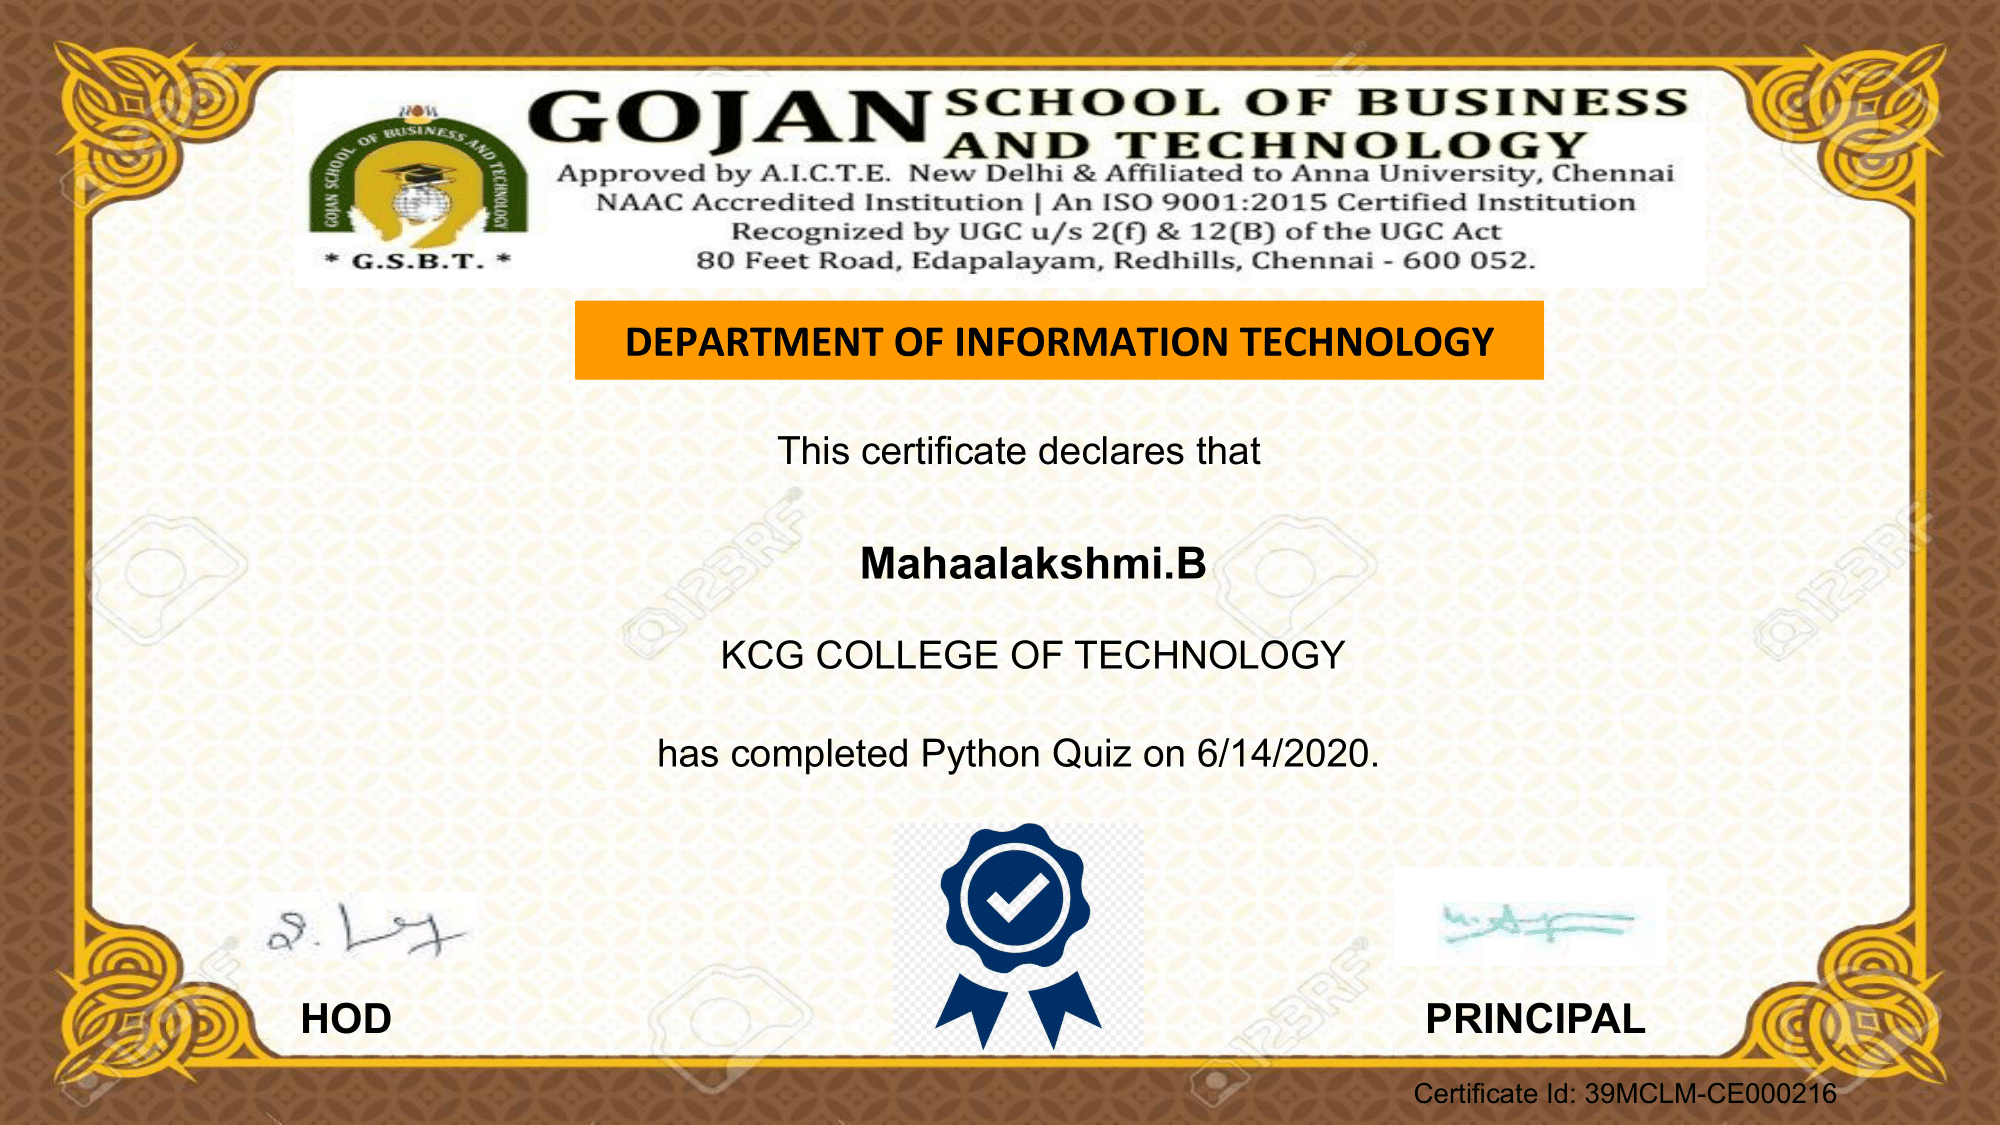 GOJAN SCHOOL OF BUSINESS
AND TECHNOLOGY
Approved by A.I.C.T.E. New Delhi & Affiliated to Anna University, Chennai
NAAC Accredited Institution | An ISO 9001:2015 Certified Institution
Recognized by UGC u/s 2(f) & 12(B) of the UGC Act
80 Feet Road, Edapalayam, Redhills, Chennai - 600 052.
GOJAN SCHOOL OF BUSINESS AND TECHNOLOGY
* G.S.B.T. *
DEPARTMENT OF INFORMATION TECHNOLOGY
This certificate declares that
Mahaalakshmi.B
KCG COLLEGE OF TECHNOLOGY
has completed Python Quiz on 6/14/2020.
HOD
PRINCIPAL
Certificate Id: 39MCLM-CE000216
123RF
123RF
123RF